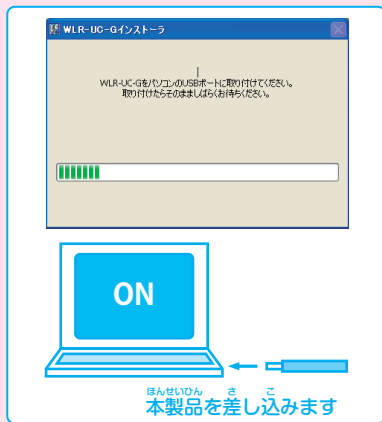 WLR-UC-Gインストーラ
WLR-UC-GをパソコンのUSBポートに取り付けてください。
取り付けたらそのまましばらくお待ちください。
ON
ほんせいひん さ こ
本製品を差し込みます